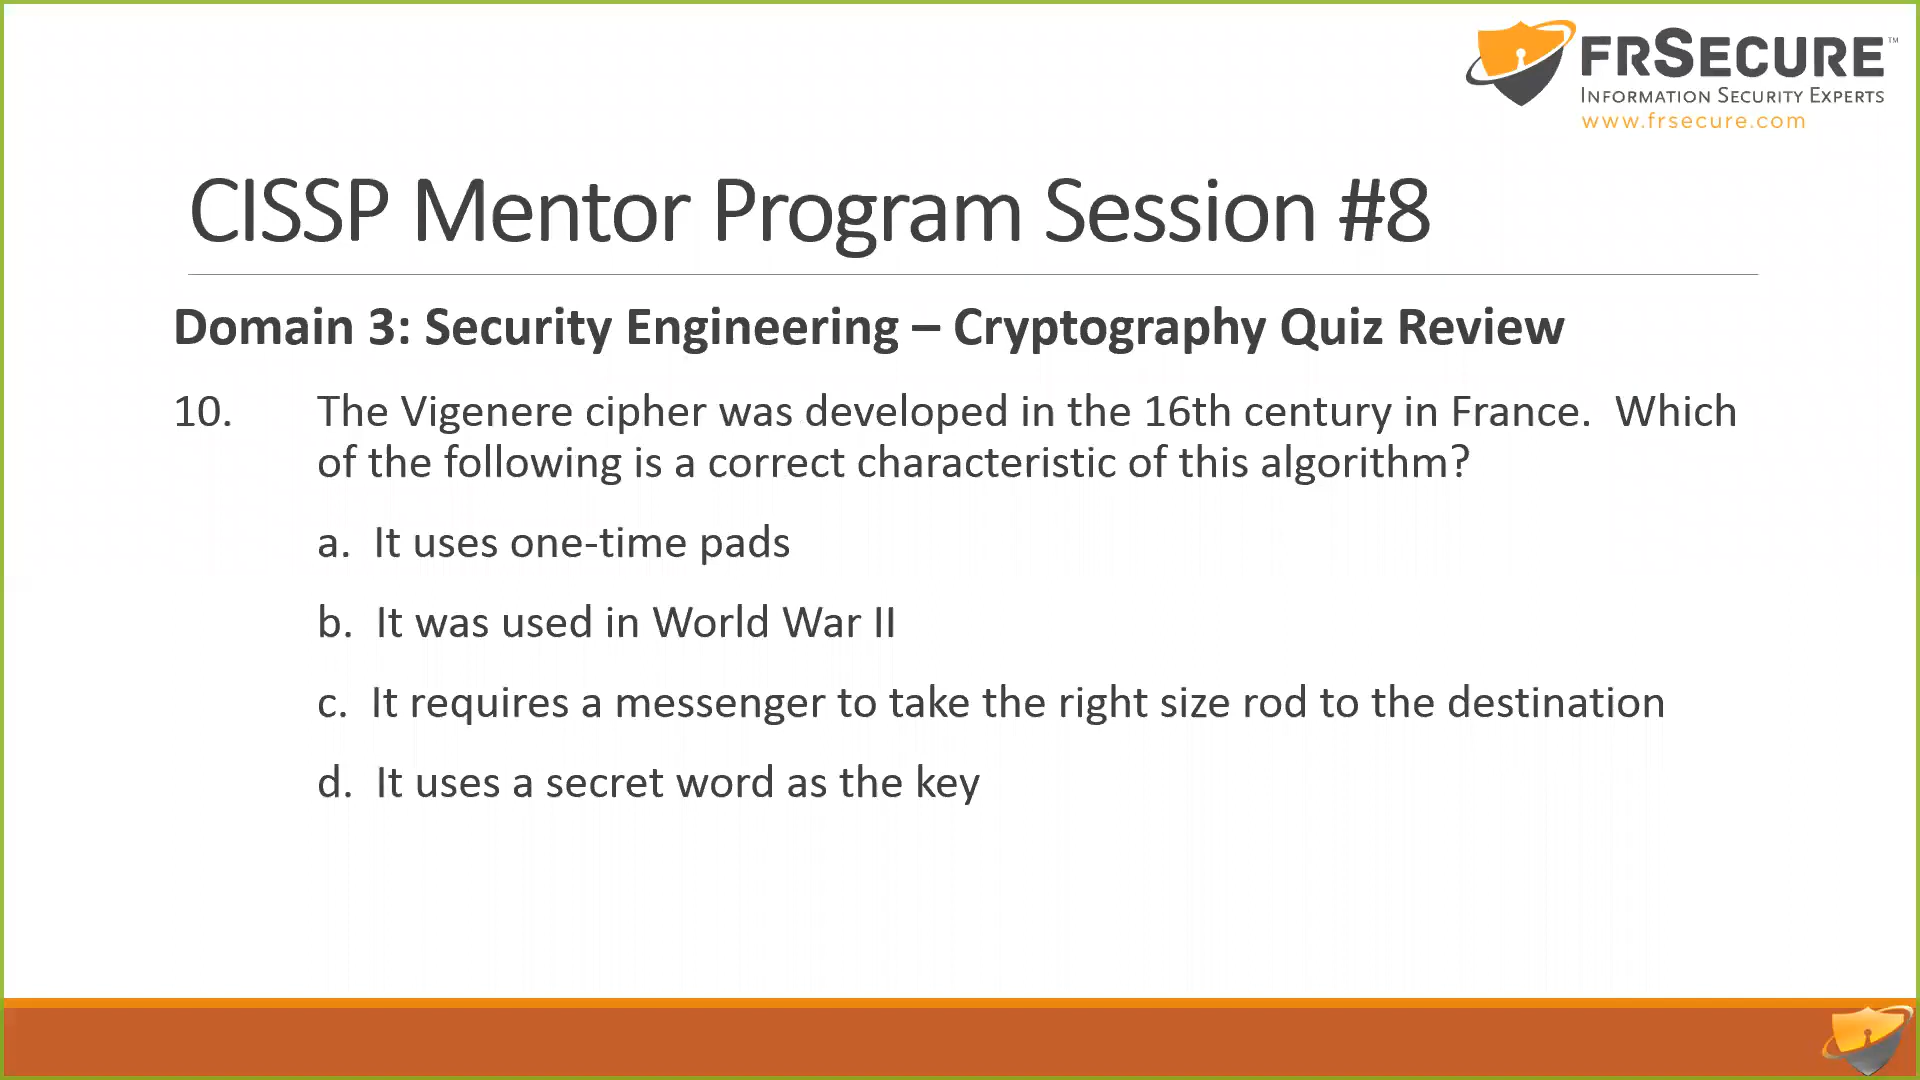 FRSECURE™
INFORMATION SECURITY EXPERTS
www.frsecure.com
CISSP Mentor Program Session #8
Domain 3: Security Engineering – Cryptography Quiz Review
10. The Vigenere cipher was developed in the 16th century in France. Which
of the following is a correct characteristic of this algorithm?
a. It uses one-time pads
b. It was used in World War II
c. It requires a messenger to take the right size rod to the destination
d. It uses a secret word as the key